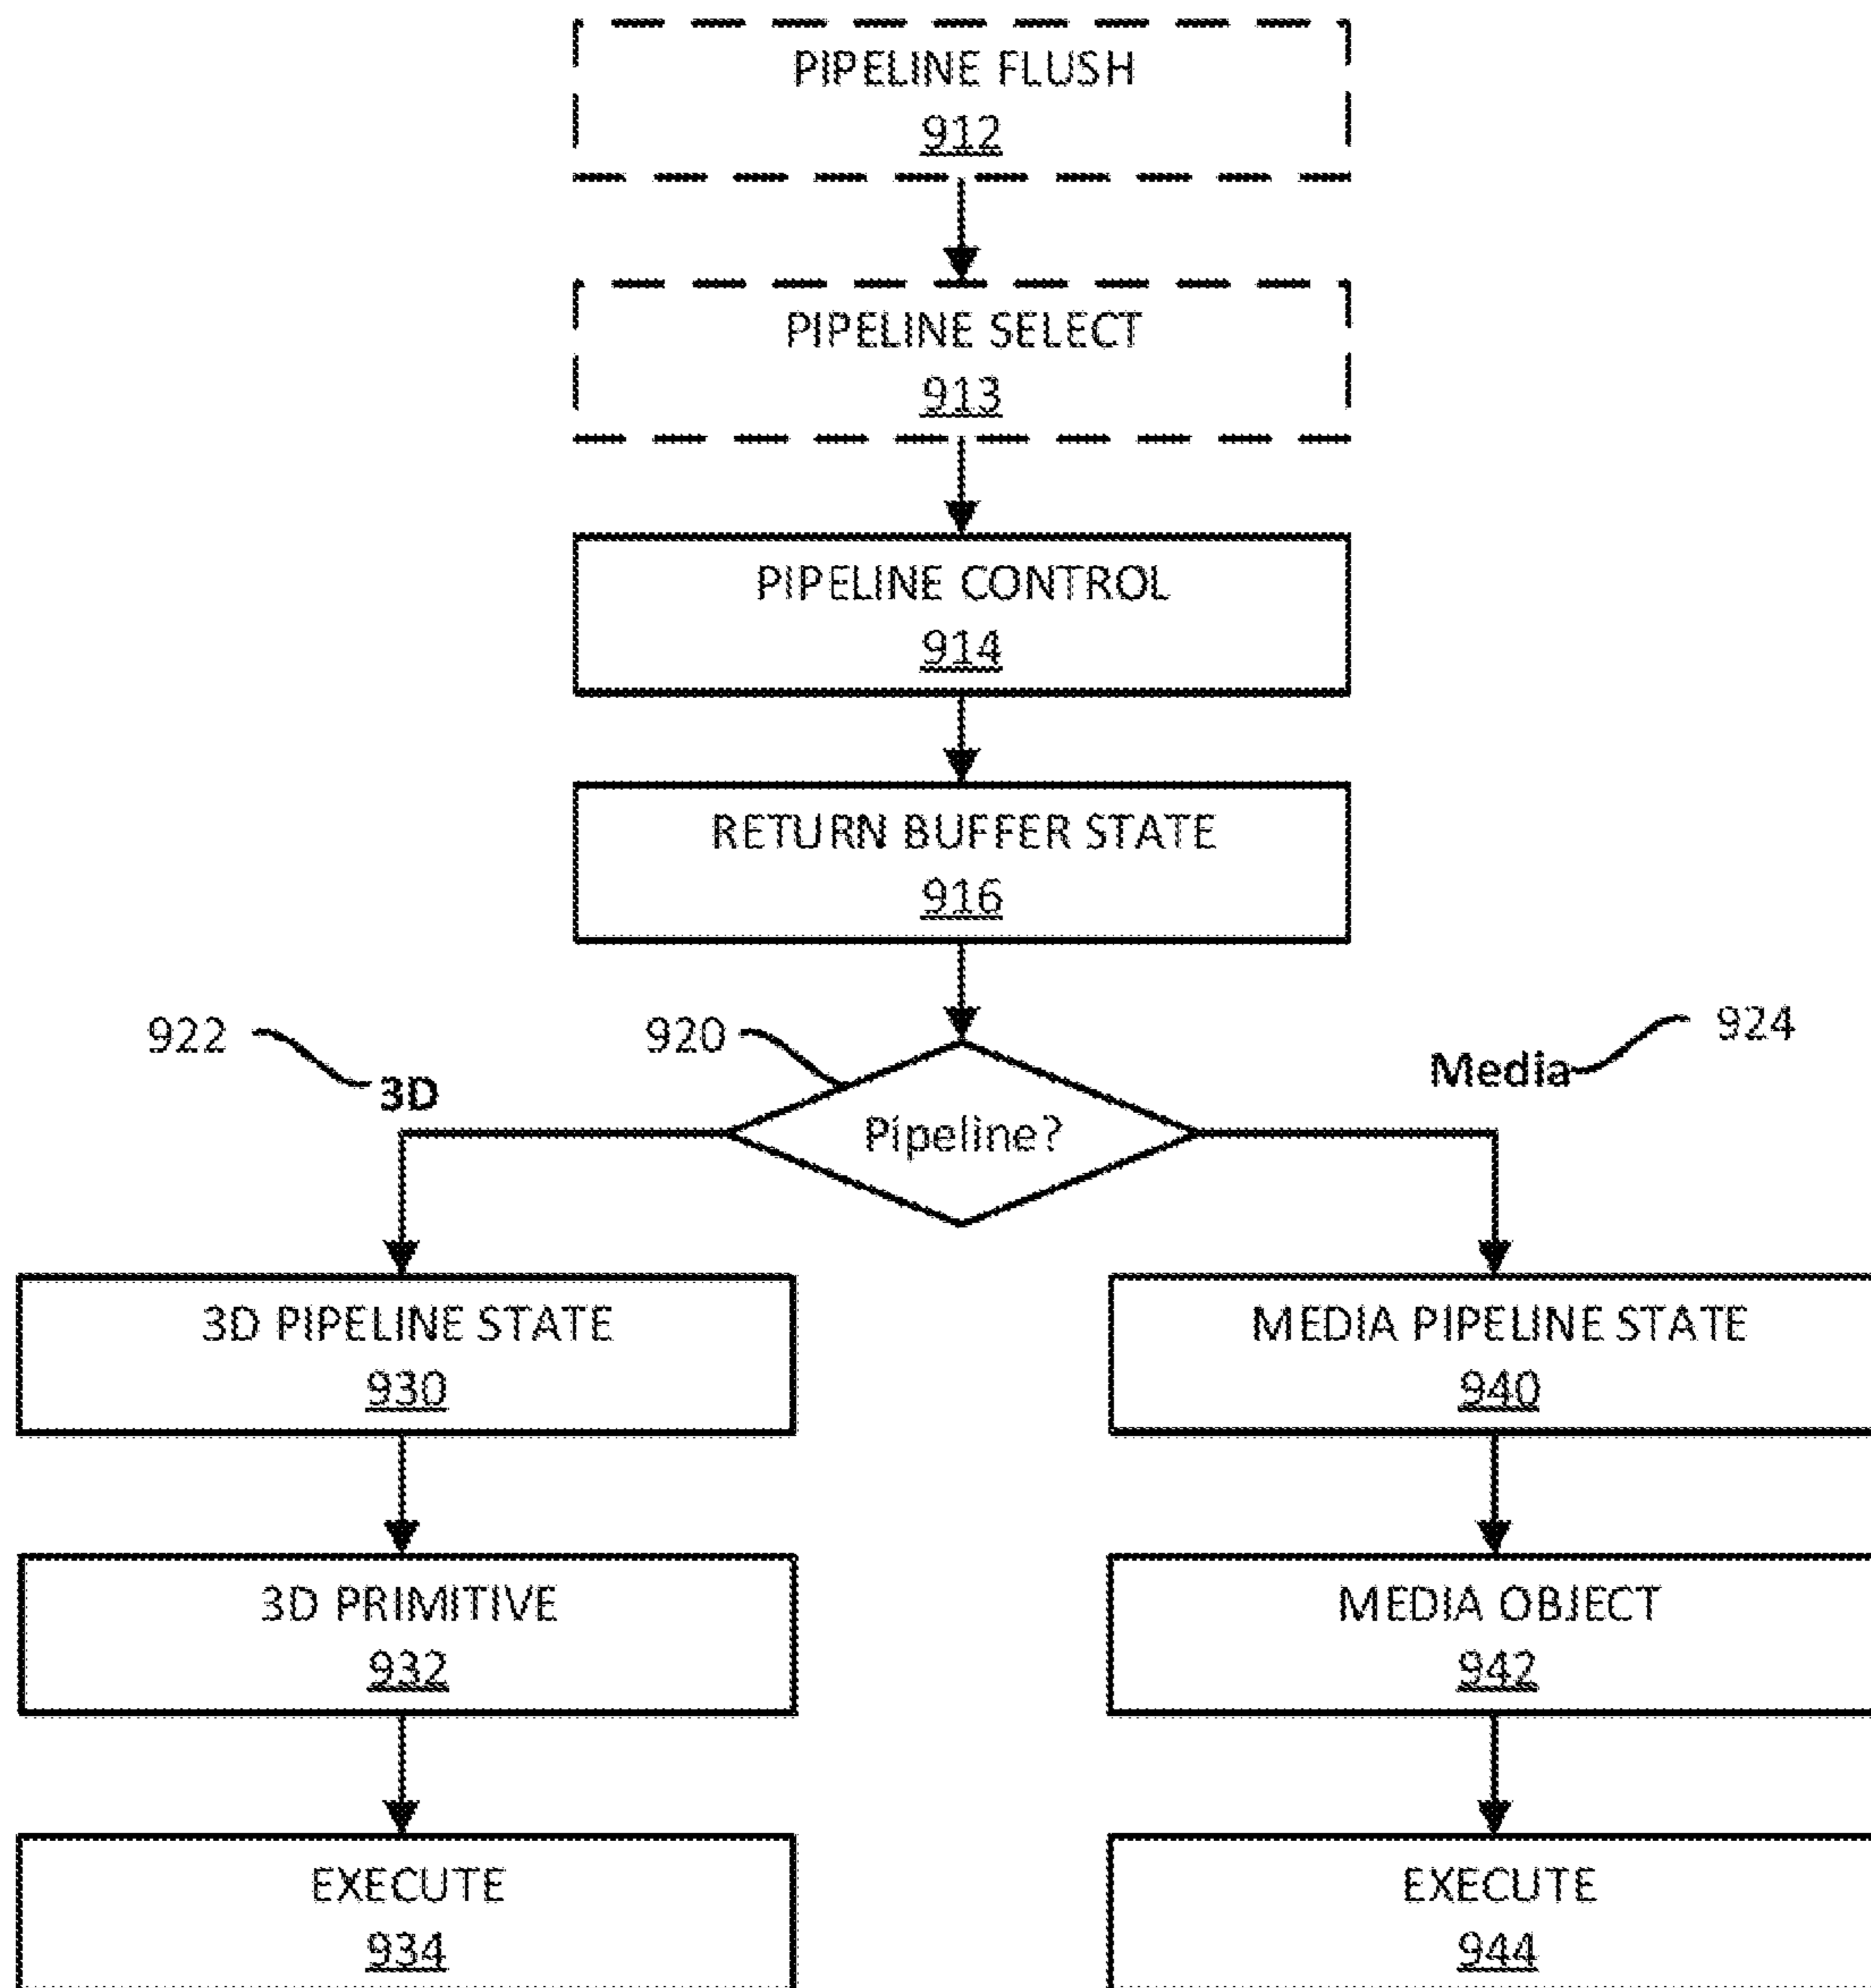 PIPELINE FLUSH
912
PIPELINE SELECT
913
PIPELINE CONTROL
914
RETURN BUFFER STATE
916
922
920
924
3D
Media
Pipeline?
3D PIPELINE STATE
930
MEDIA PIPELINE STATE
940
3D PRIMITIVE
932
MEDIA OBJECT
942
EXECUTE
934
EXECUTE
944